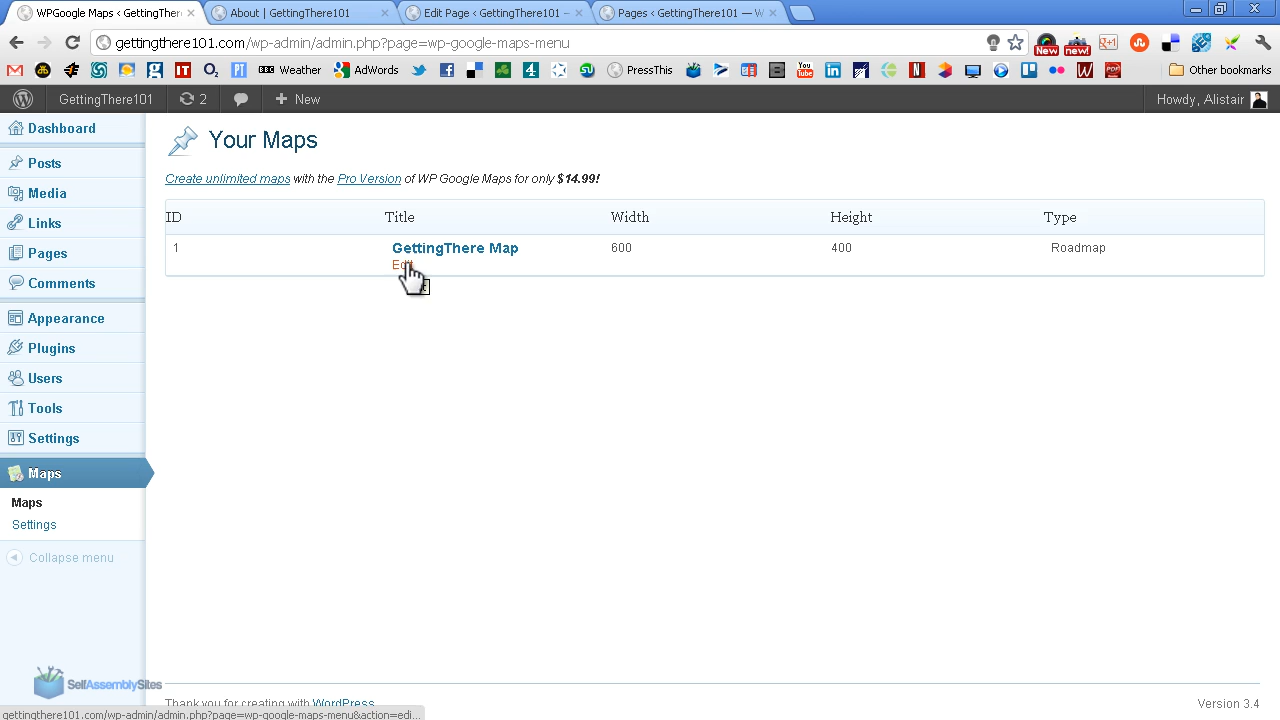 WPGoogle Maps ‹ GettingTher
About | GettingThere101
Edit Page ‹ GettingThere101 –
Pages ‹ GettingThere101 — W
gettingthere101.com/wp-admin/admin.php?page=wp-google-maps-menu
New
new!
g+1
BBC Weather
AdWords
PressThis
Other bookmarks
GettingThere101
2
New
Howdy, Alistair
Dashboard
Posts
Media
Links
Pages
Comments
Appearance
Plugins
Users
Tools
Settings
Maps
Maps
Settings
Collapse menu
Your Maps
Create unlimited maps with the Pro Version of WP Google Maps for only $14.99!
ID Title Width Height Type
1 GettingThere Map 600 400 Roadmap
Edit
SelfAssemblySites
Thank you for creating with WordPress
Version 3.4
gettingthere101.com/wp-admin/admin.php?page=wp-google-maps-menu&action=edi...